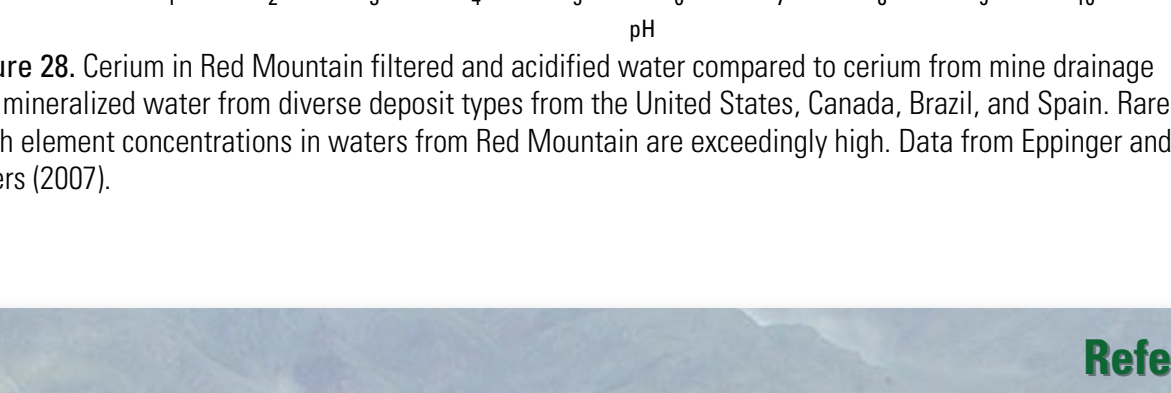 pH
ure 28. Cerium in Red Mountain filtered and acidified water compared to cerium from mine drainage
mineralized water from diverse deposit types from the United States, Canada, Brazil, and Spain. Rare
h element concentrations in waters from Red Mountain are exceedingly high. Data from Eppinger and
ers (2007).
Refe